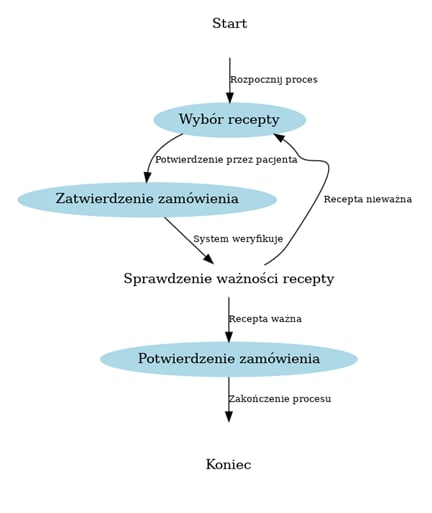 Start
Rozpocznij proces
Wybór recepty
Potwierdzenie przez pacjenta
Zatwierdzenie zamówienia
Recepta nieważna
System weryfikuje
Sprawdzenie ważności recepty
Recepta ważna
Potwierdzenie zamówienia
Zakończenie procesu
Koniec